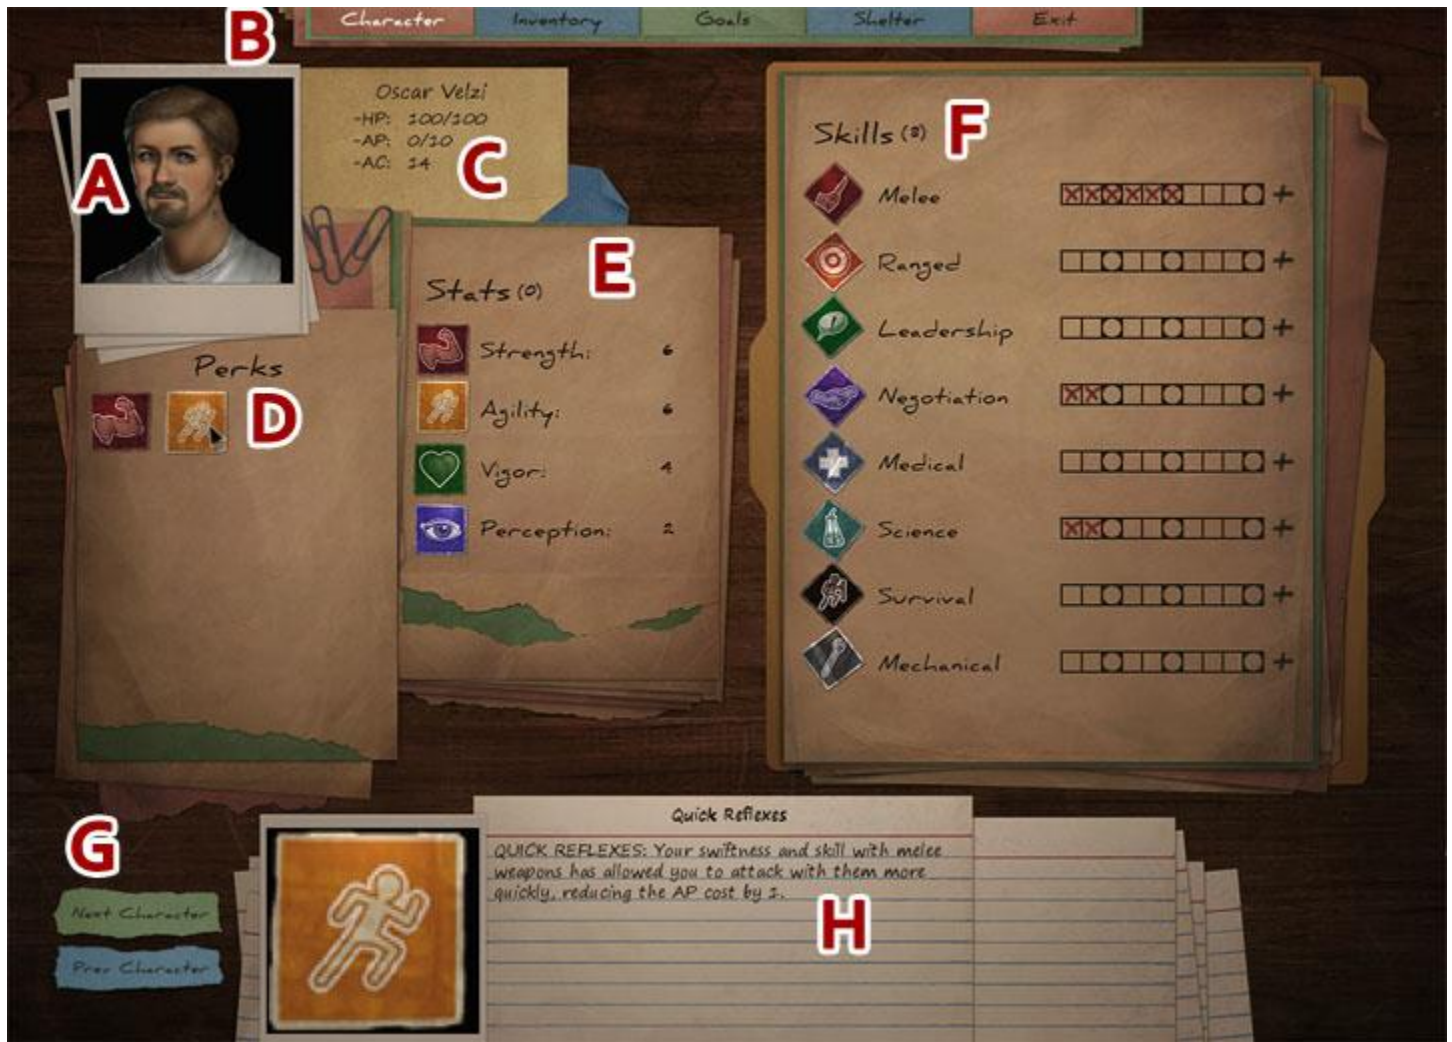 Character Inventory Goals Shelter Exit
B
A
Oscar Velzi
-HP: 100/100
-AP: 0/10
-AC: 14
C
Perks
D
Stats (0)
E
Strength: 6
Agility: 6
Vigor: 4
Perception: 2
Skills (8)
F
Melee +
Ranged +
Leadership +
Negotiation +
Medical +
Science +
Survival +
Mechanical +
G
Next Character
Prev Character
Quick Reflexes
QUICK REFLEXES: Your swiftness and skill with melee
weapons has allowed you to attack with them more
quickly, reducing the AP cost by 1.
H